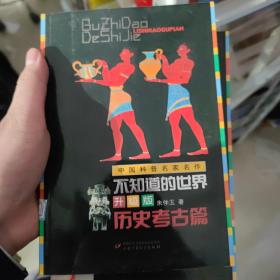 BuZhiDao
DeShiJie
LISHIKAOGUPIAN
中国科普名家名作
不知道的世界
升级版 朱仲玉 著
历史考古篇